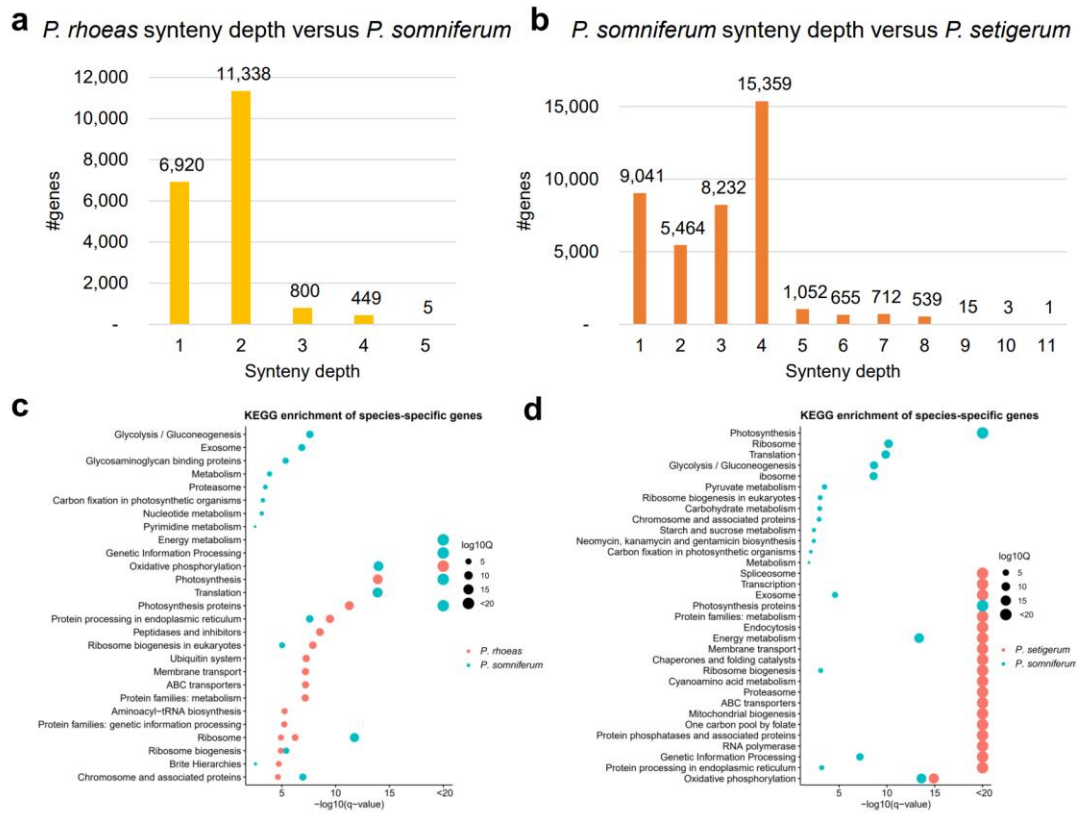 a P. rhoeas synteny depth versus P. somniferum
12,000
10,000
8,000
6,000
4,000
2,000
-
#genes
6,920
11,338
800
449
5
1 2 3 4 5
Synteny depth
b P. somniferum synteny depth versus P. setigerum
15,000
10,000
5,000
-
#genes
9,041
5,464
8,232
15,359
1,052
655
712
539
15
3
1
1 2 3 4 5 6 7 8 9 10 11
Synteny depth
c
KEGG enrichment of species-specific genes
Glycolysis / Gluconeogenesis
Exosome
Glycosaminoglycan binding proteins
Metabolism
Proteasome
Carbon fixation in photosynthetic organisms
Nucleotide metabolism
Pyrimidine metabolism
Energy metabolism
Genetic Information Processing
Oxidative phosphorylation
Photosynthesis
Translation
Photosynthesis proteins
Protein processing in endoplasmic reticulum
Peptidases and inhibitors
Ribosome biogenesis in eukaryotes
Ubiquitin system
Membrane transport
ABC transporters
Protein families: metabolism
Aminoacyl-tRNA biosynthesis
Protein families: genetic information processing
Ribosome
Ribosome biogenesis
Brite Hierarchies
Chromosome and associated proteins
5 10 15 <20
−log10(q-value)
log10Q
5
10
15
<20
P. rhoeas
P. somniferum
d
KEGG enrichment of species-specific genes
Photosynthesis
Ribosome
Translation
Glycolysis / Gluconeogenesis
ibosome
Pyruvate metabolism
Ribosome biogenesis in eukaryotes
Carbohydrate metabolism
Chromosome and associated proteins
Starch and sucrose metabolism
Neomycin, kanamycin and gentamicin biosynthesis
Carbon fixation in photosynthetic organisms
Metabolism
Spliceosome
Transcription
Exosome
Photosynthesis proteins
Protein families: metabolism
Endocytosis
Energy metabolism
Membrane transport
Chaperones and folding catalysts
Ribosome biogenesis
Cyanoamino acid metabolism
Proteasome
ABC transporters
Mitochondrial biogenesis
One carbon pool by folate
Protein phosphatases and associated proteins
RNA polymerase
Genetic Information Processing
Protein processing in endoplasmic reticulum
Oxidative phosphorylation
5 10 15 <20
−log10(q-value)
log10Q
5
10
15
<20
P. setigerum
P. somniferum